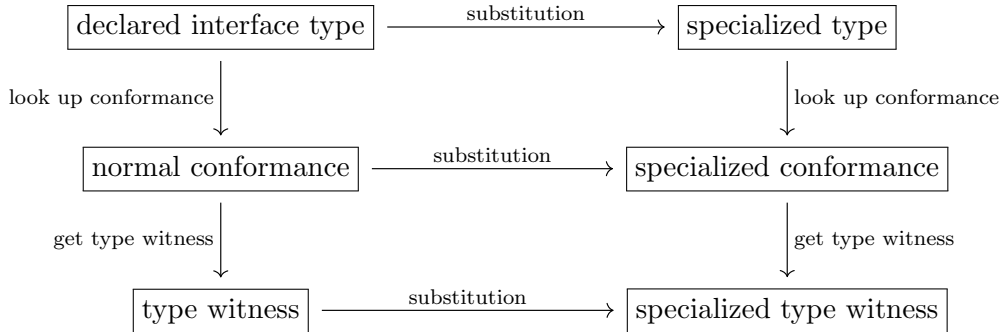 substitution
declared interface type
specialized type
look up conformance
look up conformance
substitution
normal conformance
specialized conformance
get type witness
get type witness
substitution
type witness
specialized type witness